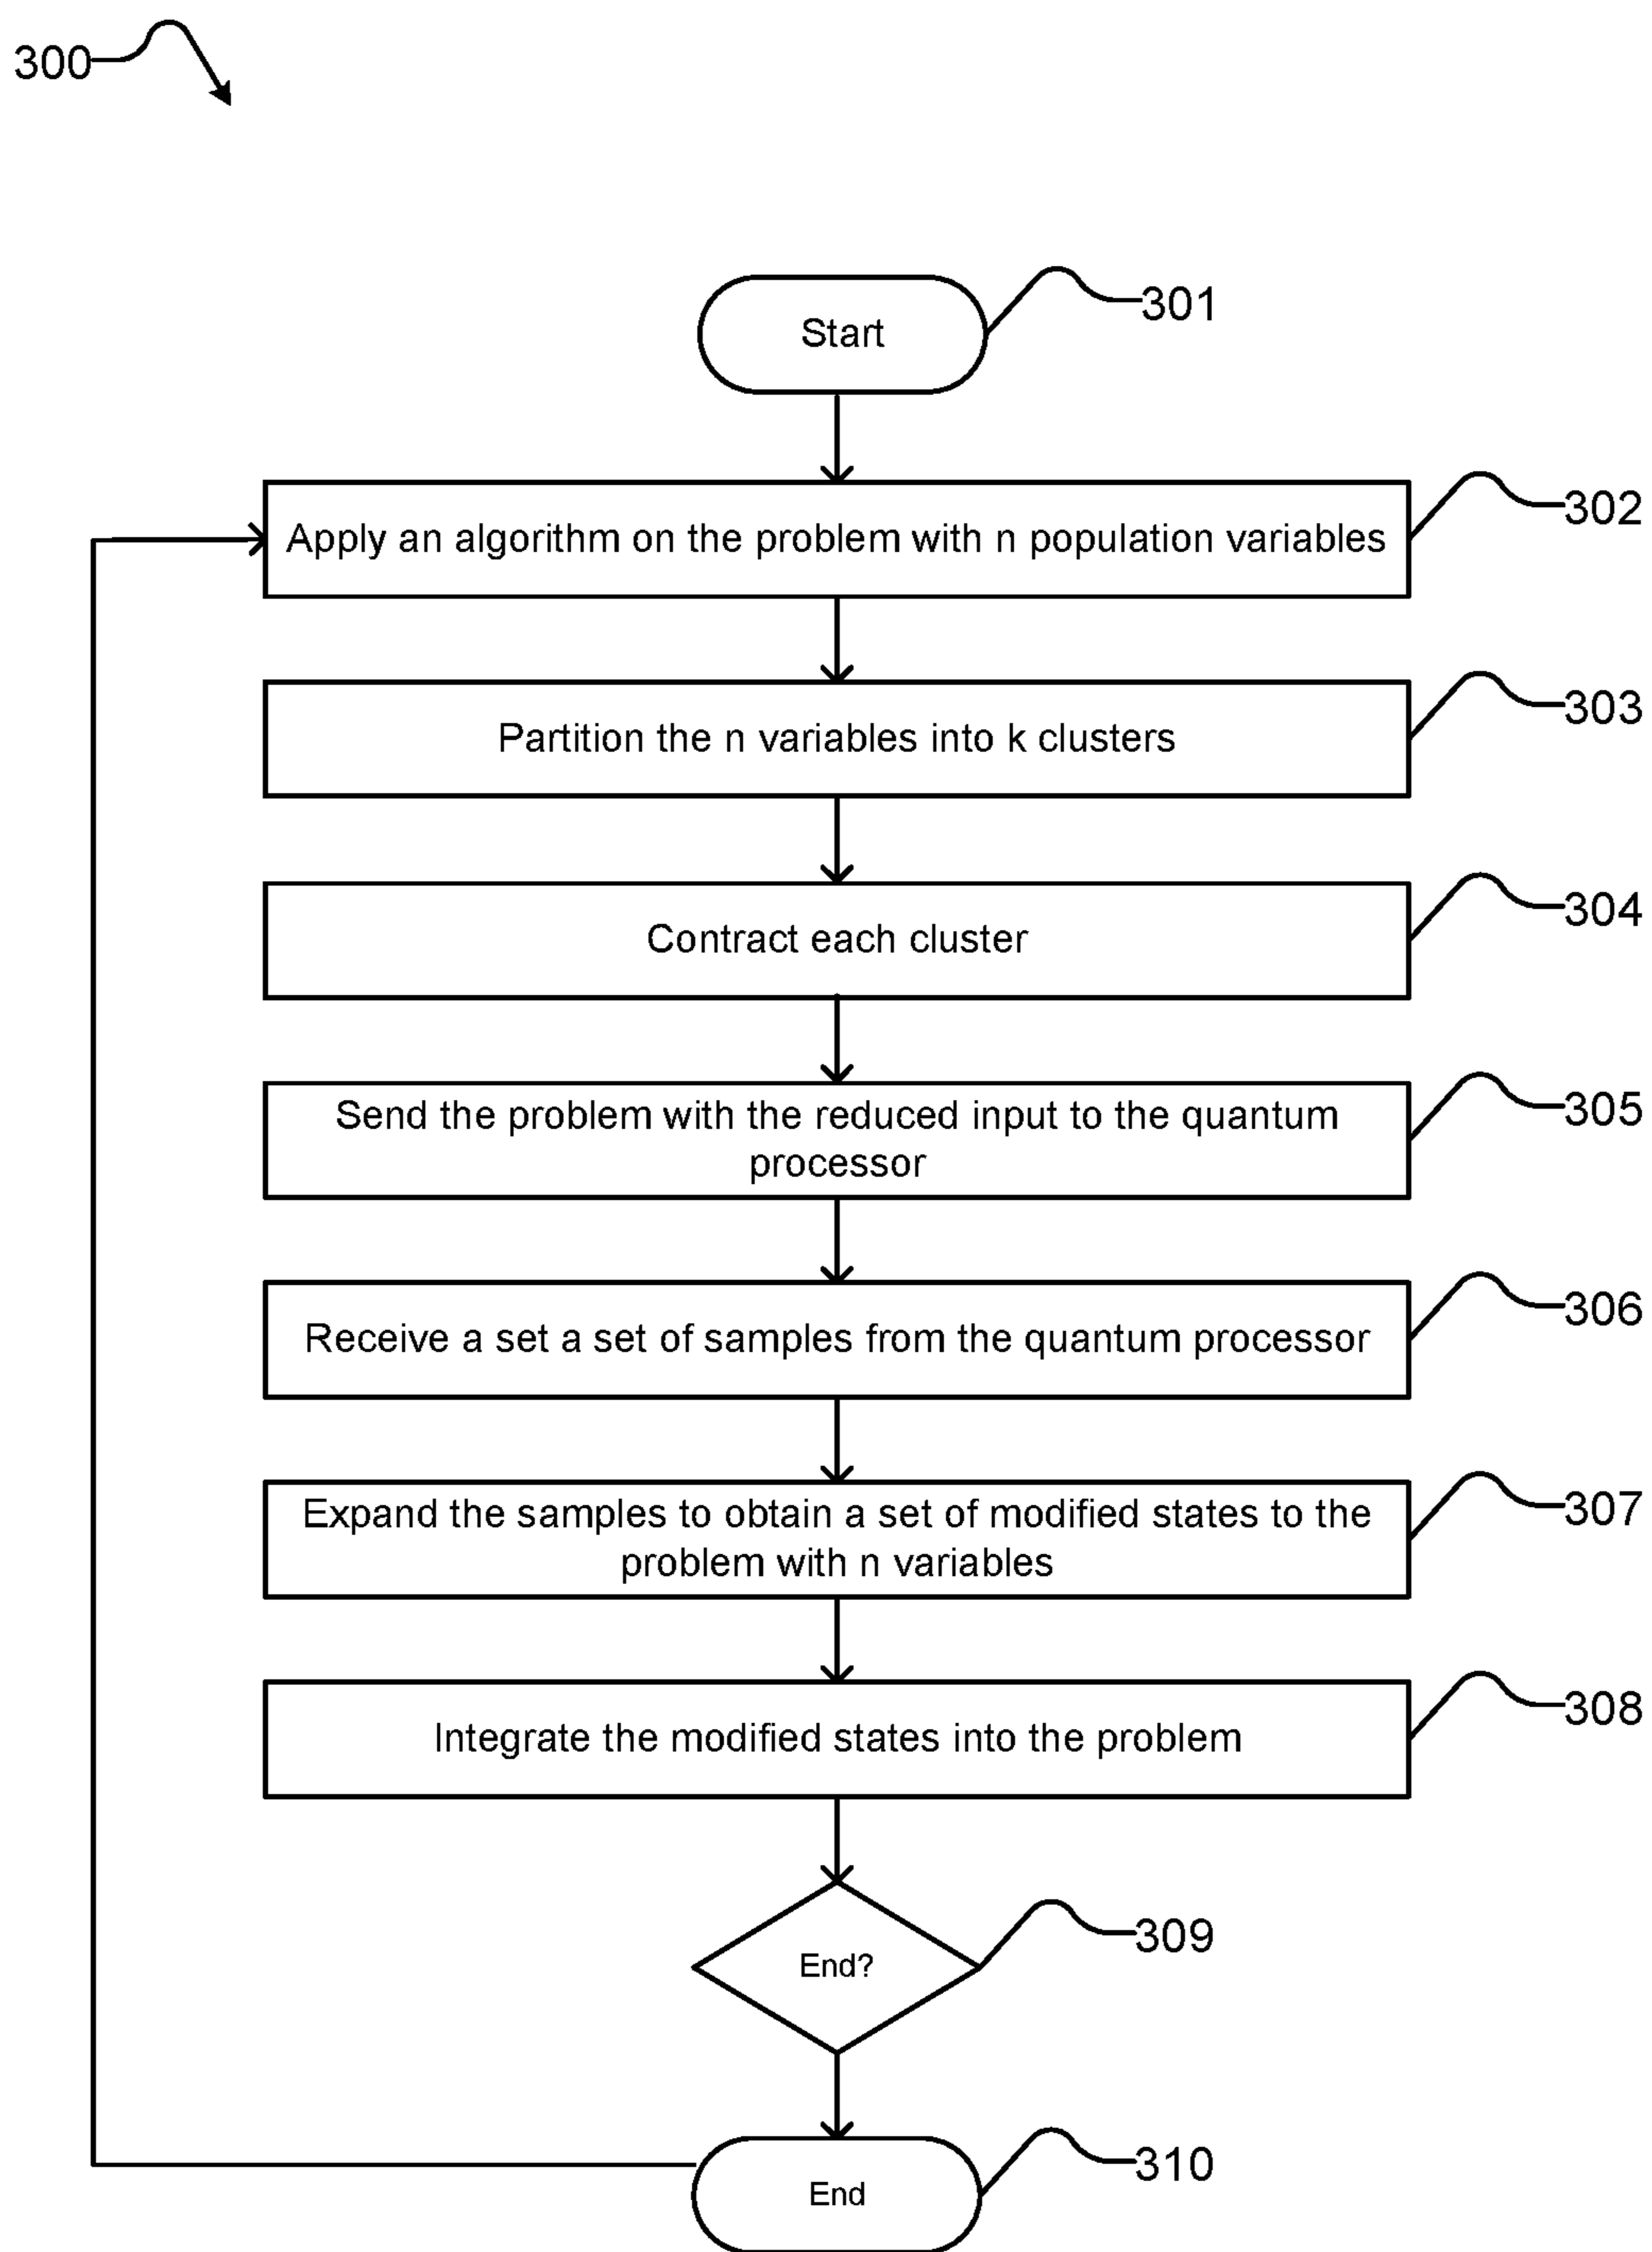 300
Start
301
Apply an algorithm on the problem with n population variables
302
Partition the n variables into k clusters
303
Contract each cluster
304
Send the problem with the reduced input to the quantum
processor
305
Receive a set a set of samples from the quantum processor
306
Expand the samples to obtain a set of modified states to the
problem with n variables
307
Integrate the modified states into the problem
308
End?
309
End
310